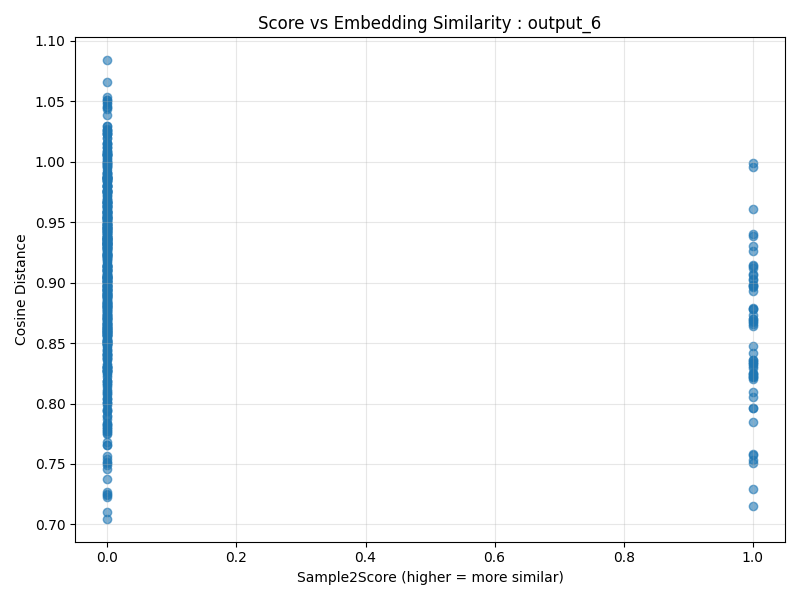 Score vs Embedding Similarity : output_6
1.10
1.05
1.00
0.95
0.90
0.85
0.80
0.75
0.70
Cosine Distance
0.0 0.2 0.4 0.6 0.8 1.0
Sample2Score (higher = more similar)